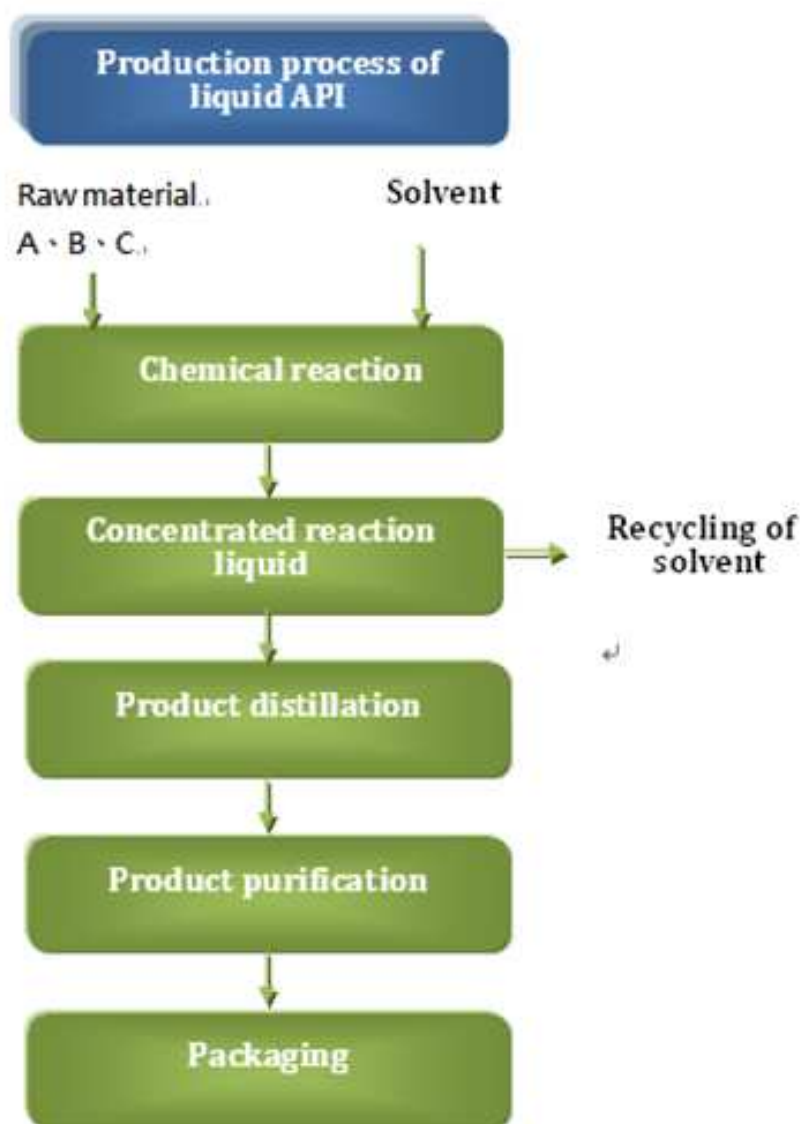 Production process of
liquid API
Raw material
Solvent
A、B、C
Chemical reaction
Concentrated reaction
liquid
Recycling of
solvent
Product distillation
Product purification
Packaging